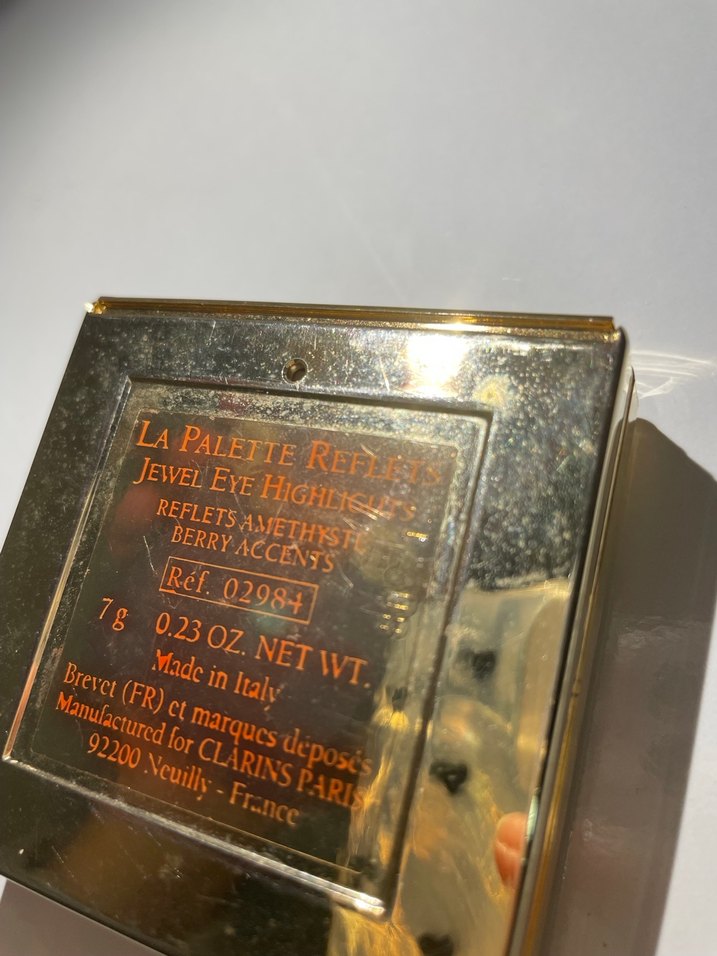 LA PALETTE REFLETS
JEWEL EYE HIGHLIGHTS
REFLETS AMETHYSTE
BERRY ACCENTS
Réf. 02984
7 g 0.23 OZ. NET WT.
Made in Italy
Brevet (FR) et marques déposés
Manufactured for CLARINS PARIS
92200 Neuilly - France